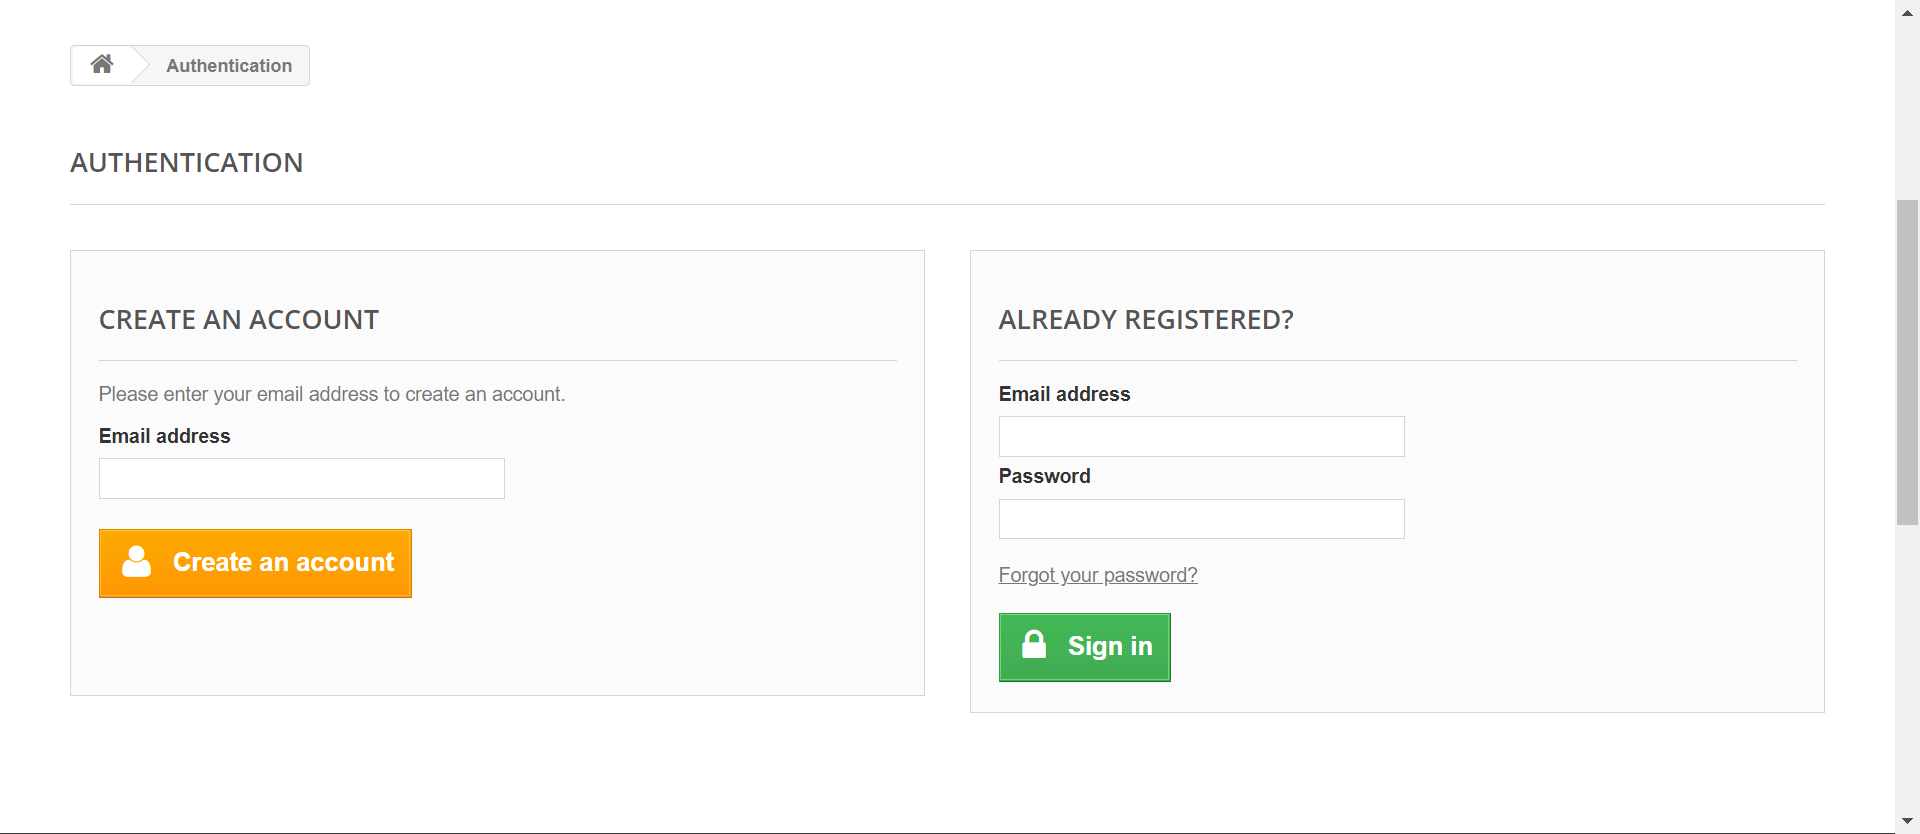 Authentication
AUTHENTICATION
CREATE AN ACCOUNT
Please enter your email address to create an account.
Email address
Create an account
ALREADY REGISTERED?
Email address
Password
Forgot your password?
Sign in